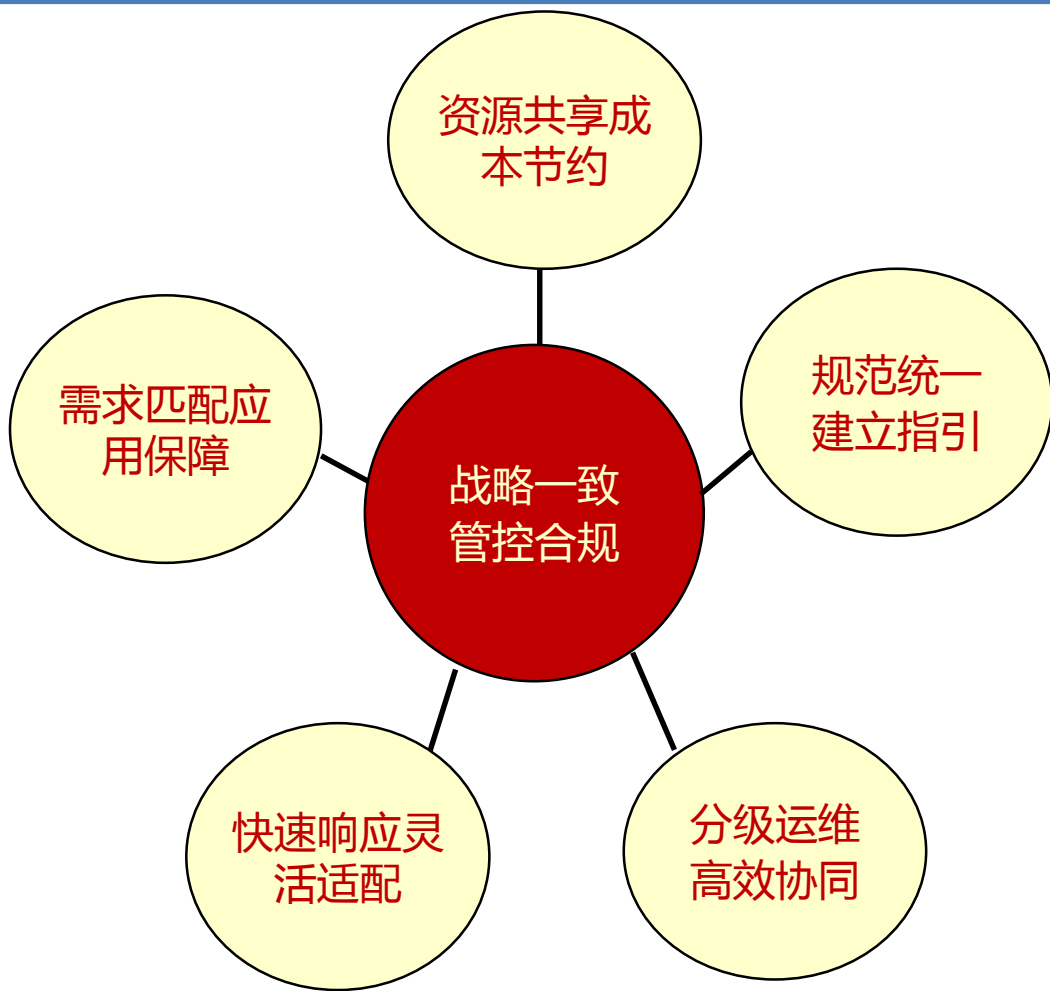 资源共享成
本节约
规范统一
建立指引
需求匹配应
用保障
战略一致
管控合规
快速响应灵
活适配
分级运维
高效协同